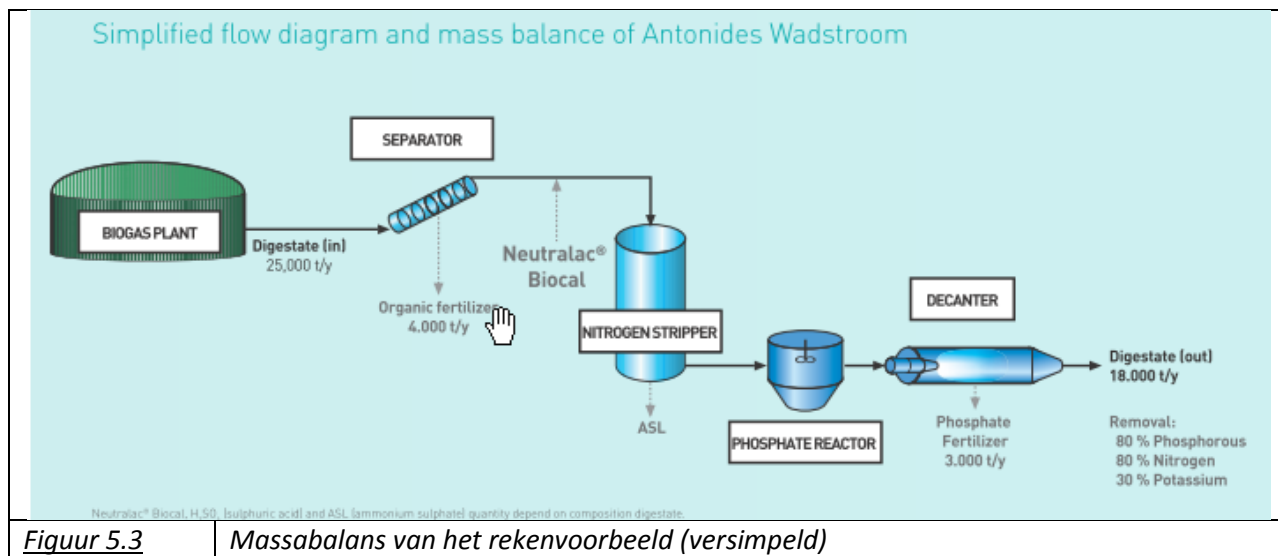 Simplified flow diagram and mass balance of Antonides Wadstroom
SEPARATOR
BIOGAS PLANT
Digestate (in)
25,000 t/y
Organic fertilizer
4.000 t/y
Neutralac®
Biocal
NITROGEN STRIPPER
ASL
PHOSPHATE REACTOR
DECANTER
Phosphate
Fertilizer
3.000 t/y
Digestate (out)
18.000 t/y
Removal:
80 % Phosphorous
80 % Nitrogen
30 % Potassium
Neutralac® Biocal, H₂SO, (sulphuric acid) and ASL (ammonium sulphate) quantity depend on composition digestate.
Figuur 5.3 Massabalans van het rekenvoorbeeld (versimpeld)